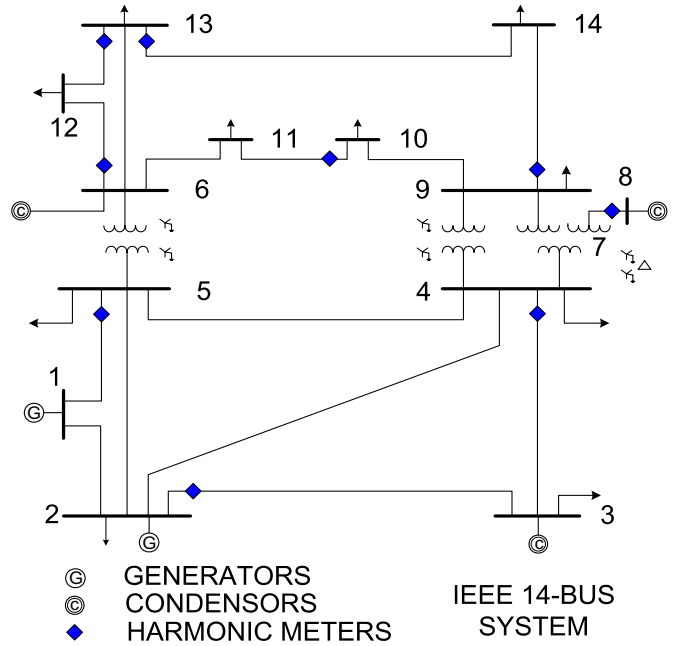 13
14
12
11
10
6
9
8
C
C
7
5
4
1
G
2
3
G
C
G GENERATORS
C CONDENSORS
HARMONIC METERS
IEEE 14-BUS
SYSTEM